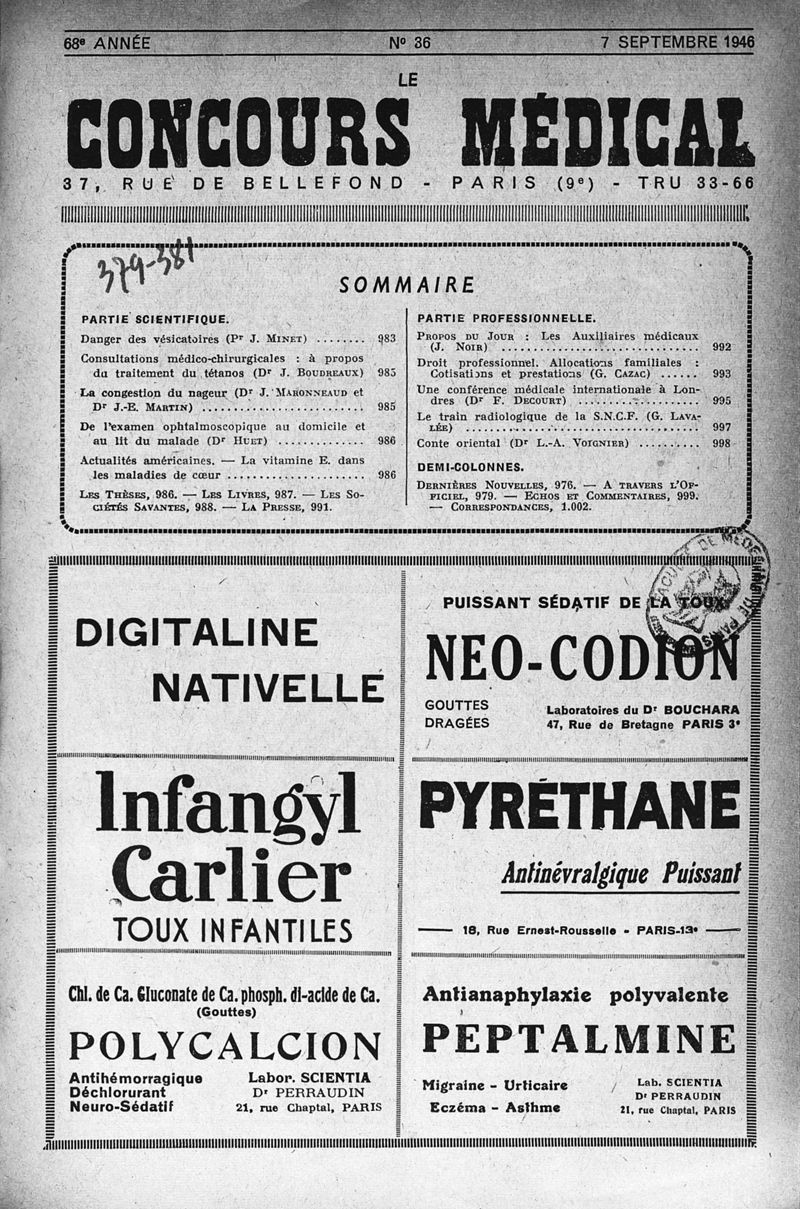 68e ANNÉE No 36 7 SEPTEMBRE 1946
LE
CONCOURS MÉDICAL
37, RUE DE BELLEFOND - PARIS (9e) - TRU 33-66
379-381
SOMMAIRE
PARTIE SCIENTIFIQUE.
Danger des vésicatoires (Pr J. MINET) ........ 983
Consultations médico-chirurgicales : à propos
du traitement du tétanos (Dr J. BOUDREAUX) 985
La congestion du nageur (Dr J. MARONNEAUD et
Dr J.-E. MARTIN) .......................... 985
De l'examen ophtalmoscopique au domicile et
au lit du malade (Dr HUET) .............. 986
Actualités américaines. — La vitamine E. dans
les maladies de cœur ...................... 986
LES THÈSES, 986. — LES LIVRES, 987. — LES SO-
CIÉTÉS SAVANTES, 988. — LA PRESSE, 991.
PARTIE PROFESSIONNELLE.
PROPOS DU JOUR : Les Auxiliaires médicaux
(J. NOIR) ................................ 992
Droit professionnel. Allocations familiales :
Cotisations et prestations (G. CAZAC) ...... 993
Une conférence médicale internationale à Lon-
dres (Dr F. DECOURT) .................... 995
Le train radiologique de la S.N.C.F. (G. LAVA-
LÉE) .................................... 997
Conte oriental (Dr L.-A. VOIGNIER) .......... 998
DEMI-COLONNES.
DERNIÈRES NOUVELLES, 976. — A TRAVERS L'OF-
FICIEL, 979. — ECHOS ET COMMENTAIRES, 999.
— CORRESPONDANCES, 1.002.
FACULTÉ DE MÉDECINE DE PARIS
DIGITALINE
NATIVELLE
PUISSANT SÉDATIF DE LA TOUX
NEO-CODION
GOUTTES
DRAGÉES
Laboratoires du Dr BOUCHARA
47, Rue de Bretagne PARIS 3e
Infangyl
Carlier
TOUX INFANTILES
PYRÉTHANE
Antinévralgique Puissant
18, Rue Ernest-Rousselle - PARIS-13e
Chl. de Ca. Gluconate de Ca. phosph. di-acide de Ca.
(Gouttes)
POLYCALCION
Antihémorragique
Déchlorurant
Neuro-Sédatif
Labor. SCIENTIA
Dr PERRAUDIN
21, rue Chaptal, PARIS
Antianaphylaxie polyvalente
PEPTALMINE
Migraine - Urticaire
Eczéma - Asthme
Lab. SCIENTIA
Dr PERRAUDIN
21, rue Chaptal, PARIS